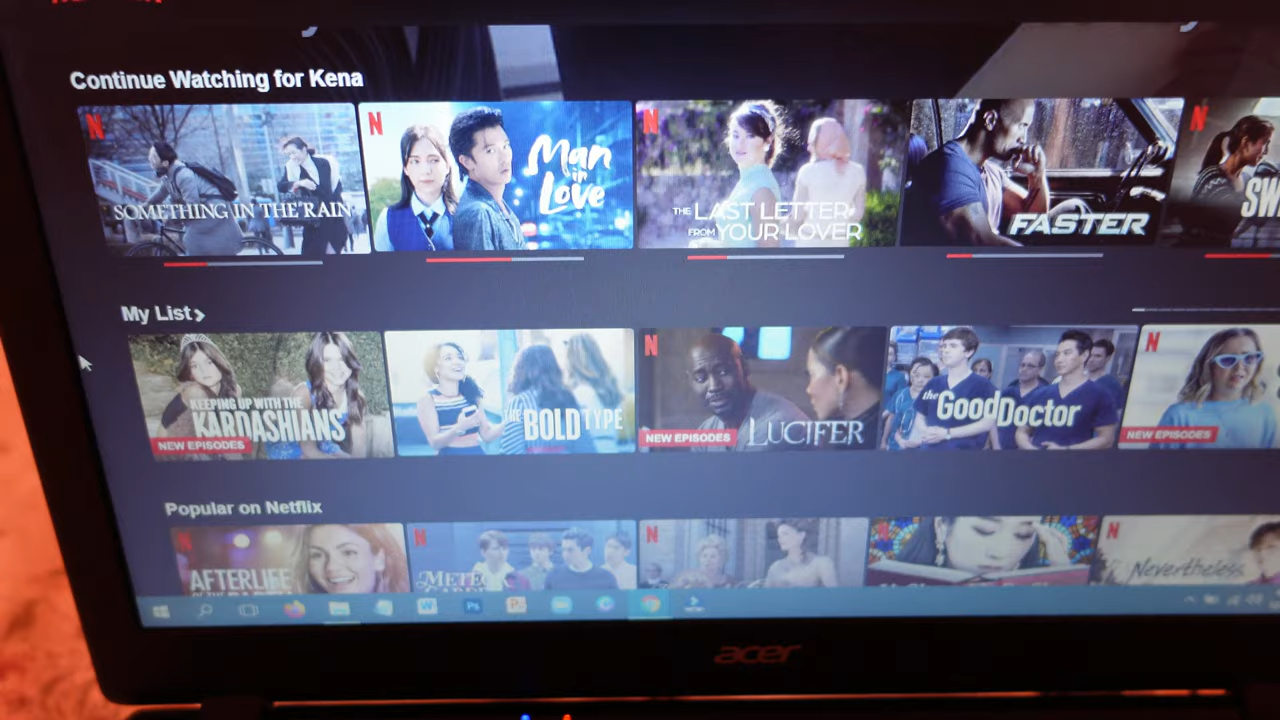 Continue Watching for Kena
N
SOMETHING IN THE RAIN
N
Man
in
Love
N
THE LAST LETTER
FROM YOUR LOVER
FASTER
N
SW
My List
KEEPING UP WITH THE
KARDASHIANS
NEW EPISODES
THE BOLD TYPE
N
NEW EPISODES
LUCIFER
the Good Doctor
N
NEW EPISODES
Popular on Netflix
N
AFTERLIFE
N
METEOR
N
N
Nevertheless
acer